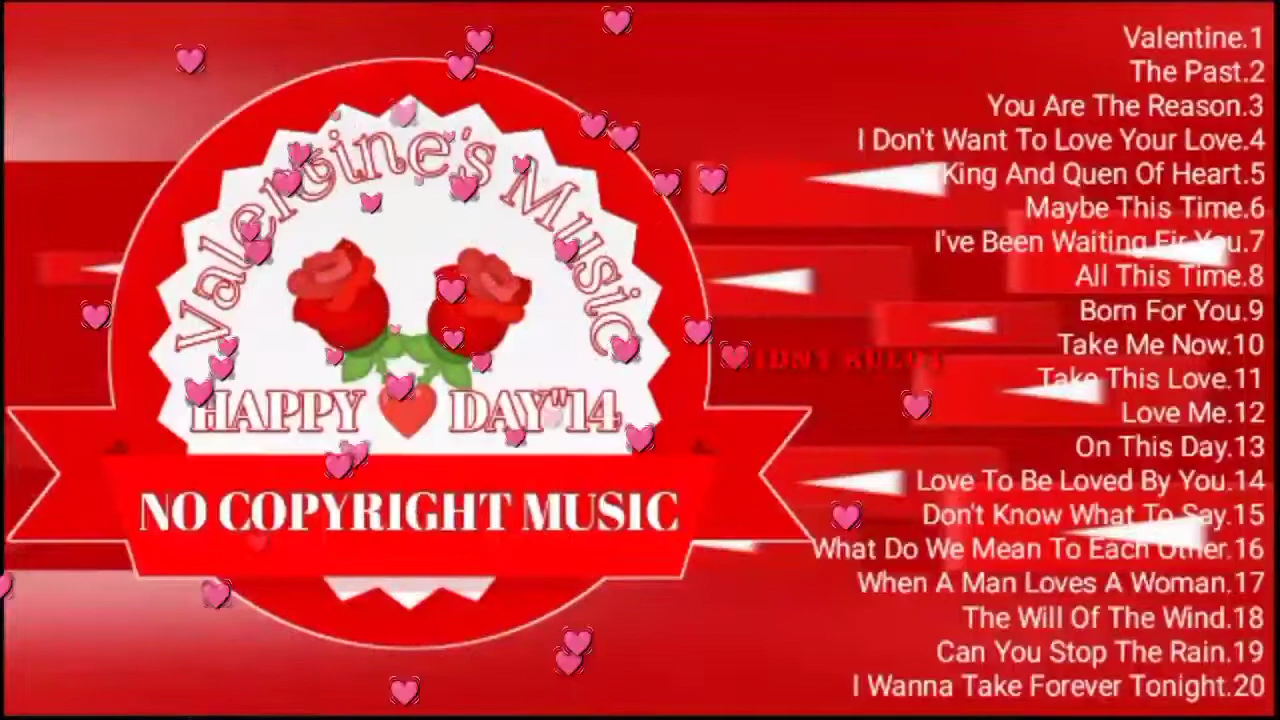 Valentine's Music
HAPPY DAY"14
NO COPYRIGHT MUSIC
Valentine.1
The Past.2
You Are The Reason.3
I Don't Want To Love Your Love.4
King And Quen Of Heart.5
Maybe This Time.6
I've Been Waiting Fir You.7
All This Time.8
Born For You.9
Take Me Now.10
Take This Love.11
Love Me.12
On This Day.13
Love To Be Loved By You.14
Don't Know What To Say.15
What Do We Mean To Each Other.16
When A Man Loves A Woman.17
The Will Of The Wind.18
Can You Stop The Rain.19
I Wanna Take Forever Tonight.20